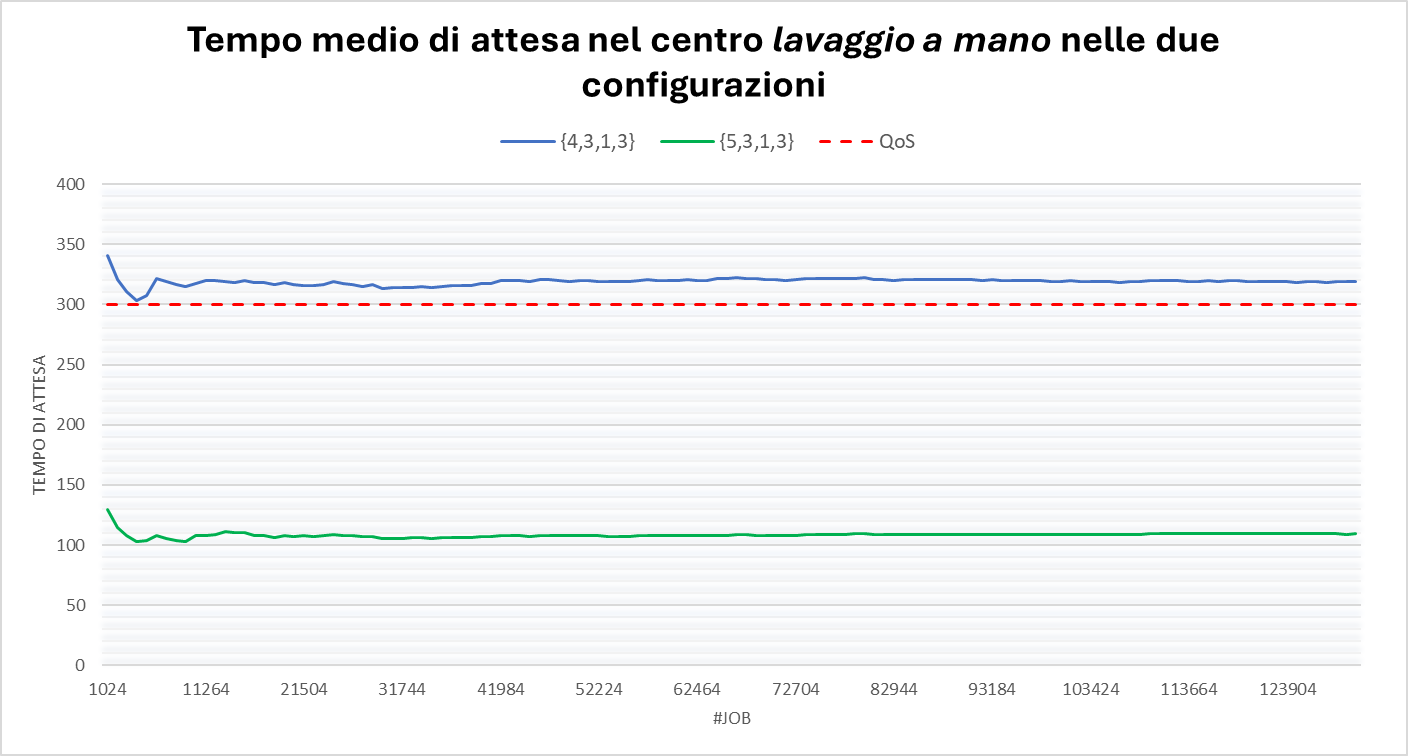 Tempo medio di attesa nel centro lavaggio a mano nelle due
configurazioni
{4,3,1,3} {5,3,1,3} QoS
400
350
300
250
200
150
100
50
0
TEMPO DI ATTESA
1024 11264 21504 31744 41984 52224 62464 72704 82944 93184 103424 113664 123904
#JOB